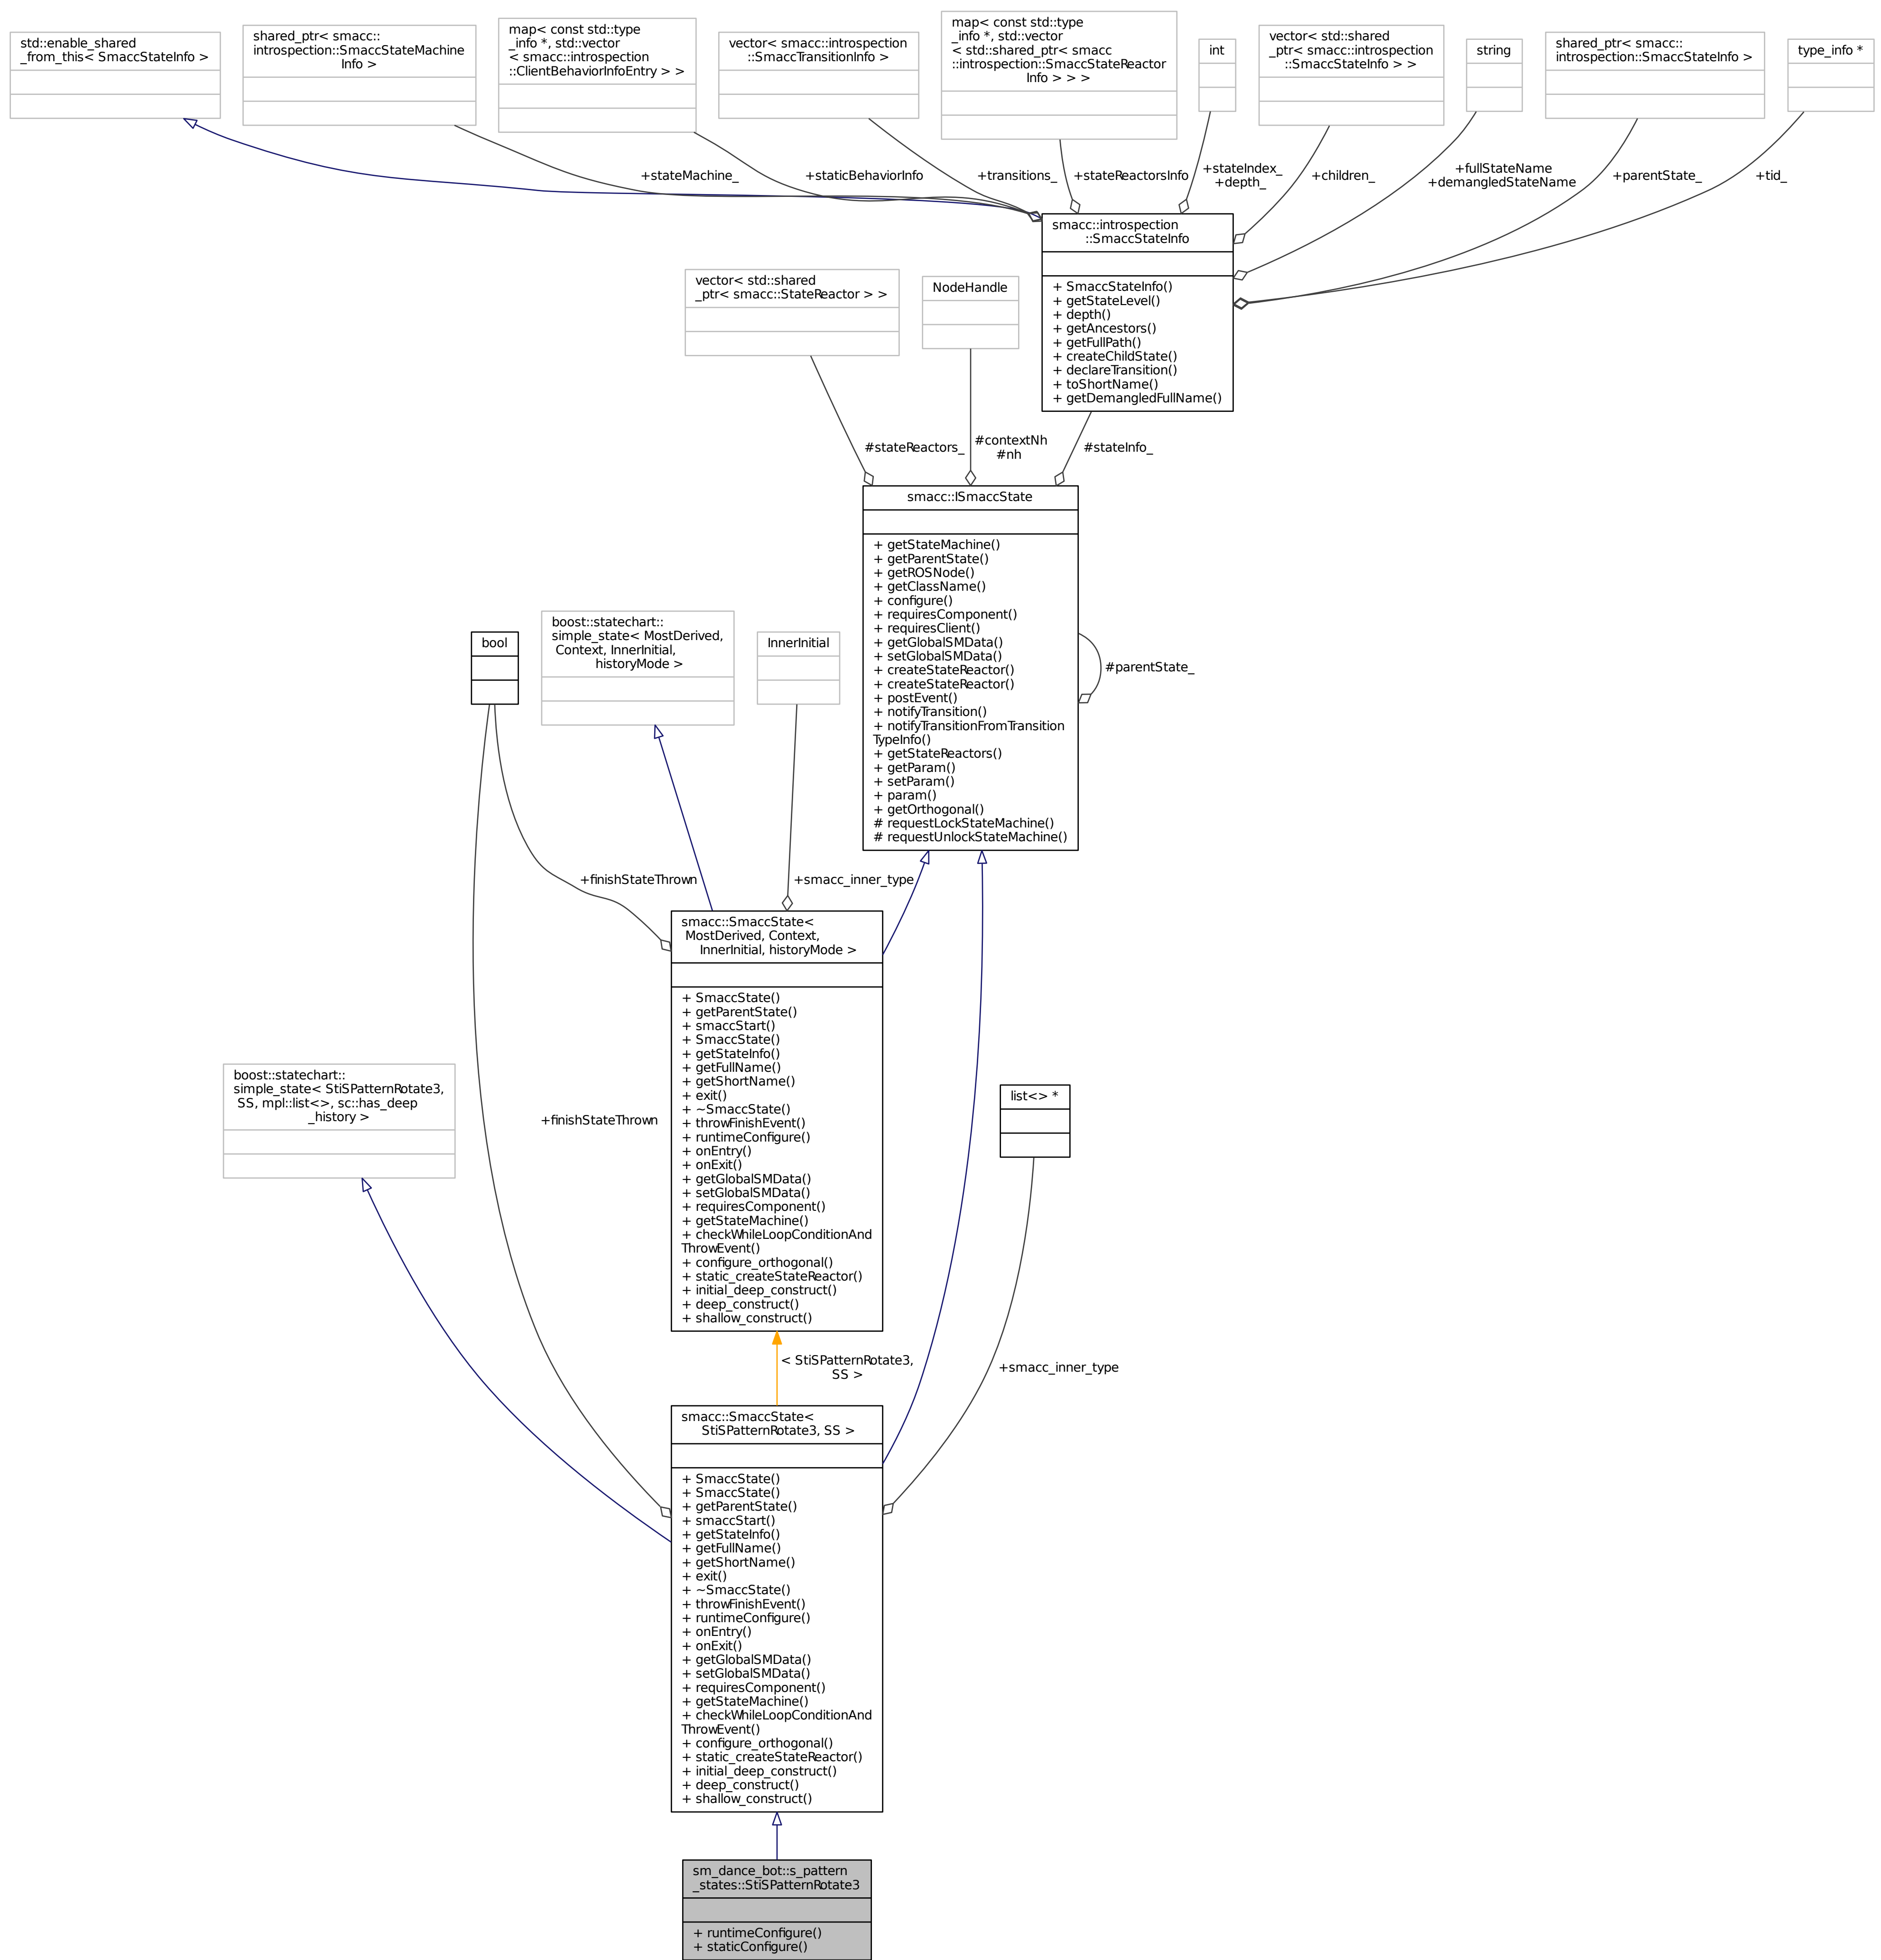 std::enable_shared
_from_this< SmaccStateInfo >
shared_ptr< smacc::
introspection::SmaccStateMachine
Info >
map< const std::type
_info *, std::vector
< smacc::introspection
::ClientBehaviorInfoEntry > >
vector< smacc::introspection
::SmaccTransitionInfo >
map< const std::type
_info *, std::vector
< std::shared_ptr< smacc
::introspection::SmaccStateReactor
Info > > >
int
vector< std::shared
_ptr< smacc::introspection
::SmaccStateInfo > >
string
shared_ptr< smacc::
introspection::SmaccStateInfo >
type_info *
+stateMachine_
+staticBehaviorInfo
+transitions_
+stateReactorsInfo
+stateIndex_
+depth_
+children_
+fullStateName
+demangledStateName
+parentState_
+tid_
smacc::introspection
::SmaccStateInfo
+ SmaccStateInfo()
+ getStateLevel()
+ depth()
+ getAncestors()
+ getFullPath()
+ createChildState()
+ declareTransition()
+ toShortName()
+ getDemangledFullName()
vector< std::shared
_ptr< smacc::StateReactor > >
NodeHandle
#stateReactors_
#contextNh
#nh
#stateInfo_
smacc::ISmaccState
+ getStateMachine()
+ getParentState()
+ getROSNode()
+ getClassName()
+ configure()
+ requiresComponent()
+ requiresClient()
+ getGlobalSMData()
+ setGlobalSMData()
+ createStateReactor()
+ createStateReactor()
+ postEvent()
+ notifyTransition()
+ notifyTransitionFromTransition
TypeInfo()
+ getStateReactors()
+ getParam()
+ setParam()
+ param()
+ getOrthogonal()
# requestLockStateMachine()
# requestUnlockStateMachine()
#parentState_
bool
boost::statechart::
simple_state< MostDerived,
Context, InnerInitial,
historyMode >
InnerInitial
+finishStateThrown
+smacc_inner_type
smacc::SmaccState<
MostDerived, Context,
InnerInitial, historyMode >
+ SmaccState()
+ getParentState()
+ smaccStart()
+ SmaccState()
+ getStateInfo()
+ getFullName()
+ getShortName()
+ exit()
+ ~SmaccState()
+ throwFinishEvent()
+ runtimeConfigure()
+ onEntry()
+ onExit()
+ getGlobalSMData()
+ setGlobalSMData()
+ requiresComponent()
+ getStateMachine()
+ checkWhileLoopConditionAnd
ThrowEvent()
+ configure_orthogonal()
+ static_createStateReactor()
+ initial_deep_construct()
+ deep_construct()
+ shallow_construct()
boost::statechart::
simple_state< StiSPatternRotate3,
SS, mpl::list<>, sc::has_deep
_history >
+finishStateThrown
list<> *
< StiSPatternRotate3,
SS >
+smacc_inner_type
smacc::SmaccState<
StiSPatternRotate3, SS >
+ SmaccState()
+ SmaccState()
+ getParentState()
+ smaccStart()
+ getStateInfo()
+ getFullName()
+ getShortName()
+ exit()
+ ~SmaccState()
+ throwFinishEvent()
+ runtimeConfigure()
+ onEntry()
+ onExit()
+ getGlobalSMData()
+ setGlobalSMData()
+ requiresComponent()
+ getStateMachine()
+ checkWhileLoopConditionAnd
ThrowEvent()
+ configure_orthogonal()
+ static_createStateReactor()
+ initial_deep_construct()
+ deep_construct()
+ shallow_construct()
sm_dance_bot::s_pattern
_states::StiSPatternRotate3
+ runtimeConfigure()
+ staticConfigure()